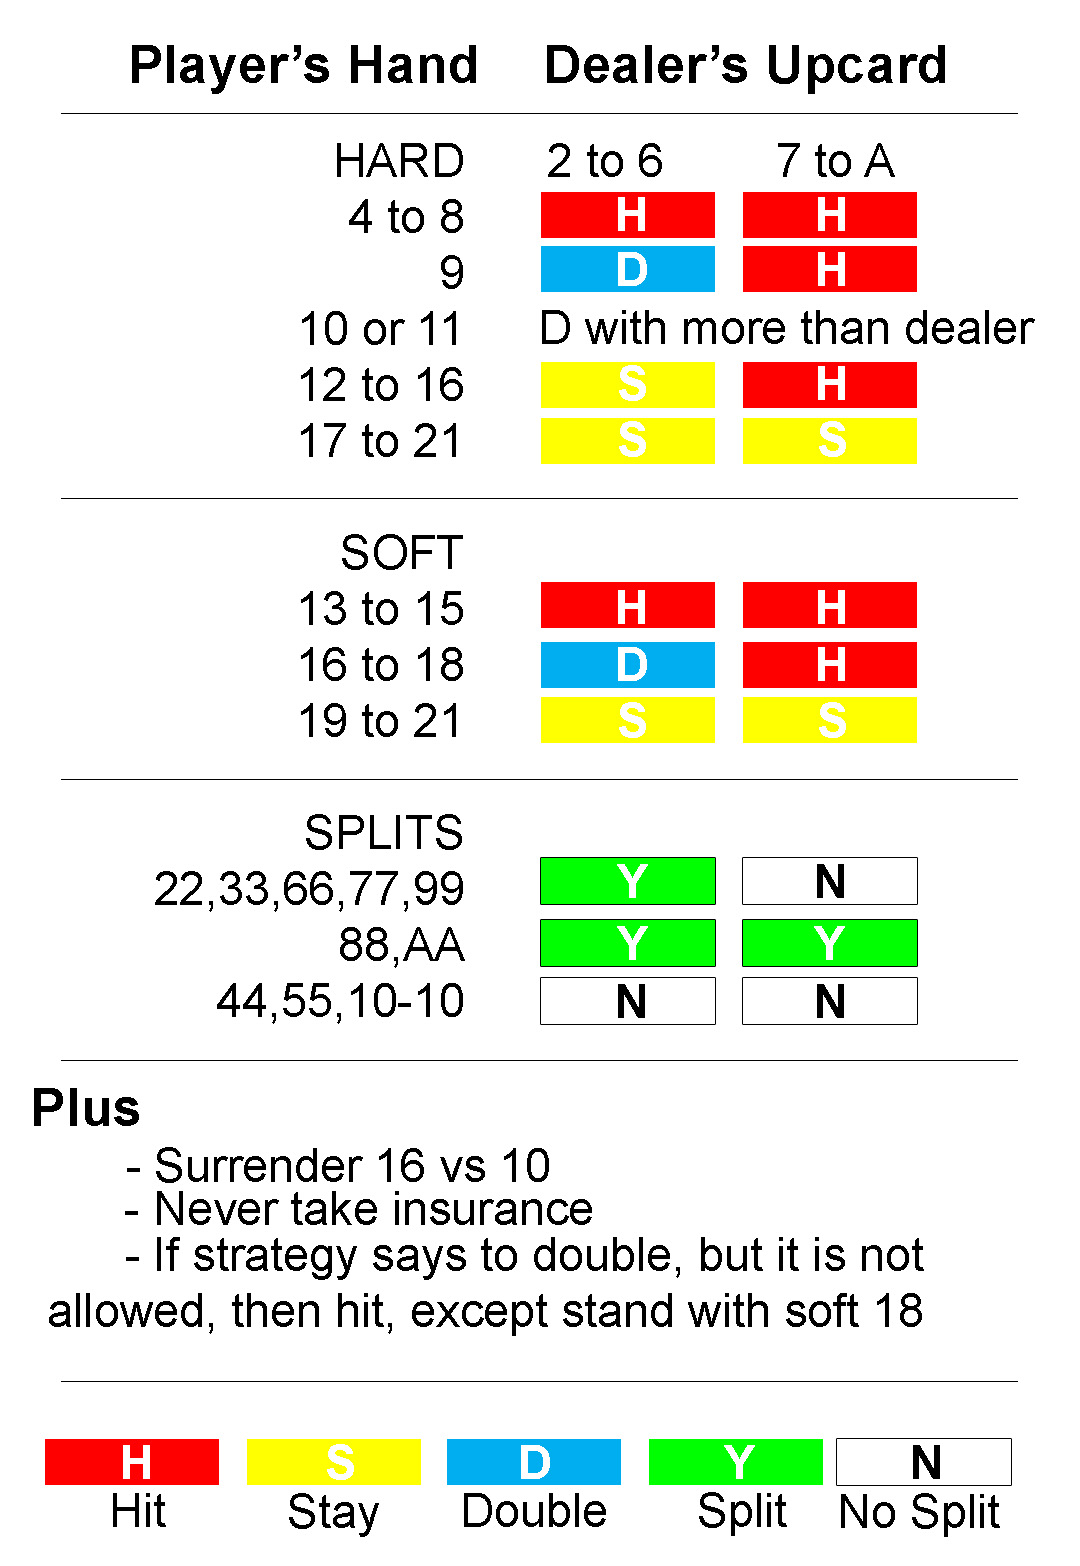 Player’s Hand Dealer’s Upcard
HARD 2 to 6 7 to A
4 to 8 H H
9 D H
10 or 11 D with more than dealer
12 to 16 S H
17 to 21 S S
SOFT
13 to 15 H H
16 to 18 D H
19 to 21 S S
SPLITS
22,33,66,77,99 Y N
88,AA Y Y
44,55,10-10 N N
Plus
- Surrender 16 vs 10
- Never take insurance
- If strategy says to double, but it is not
allowed, then hit, except stand with soft 18
H S D Y N
Hit Stay Double Split No Split